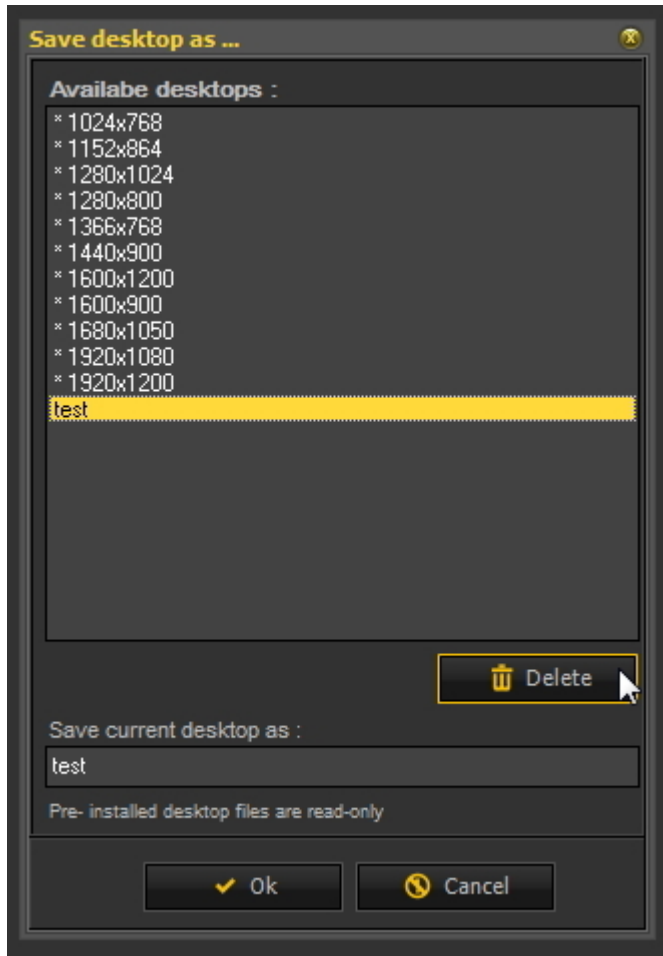 Save desktop as ...
Availabe desktops :
* 1024x768
* 1152x864
* 1280x1024
* 1280x800
* 1366x768
* 1440x900
* 1600x1200
* 1600x900
* 1680x1050
* 1920x1080
* 1920x1200
test
Delete
Save current desktop as :
test
Pre- installed desktop files are read-only
Ok Cancel